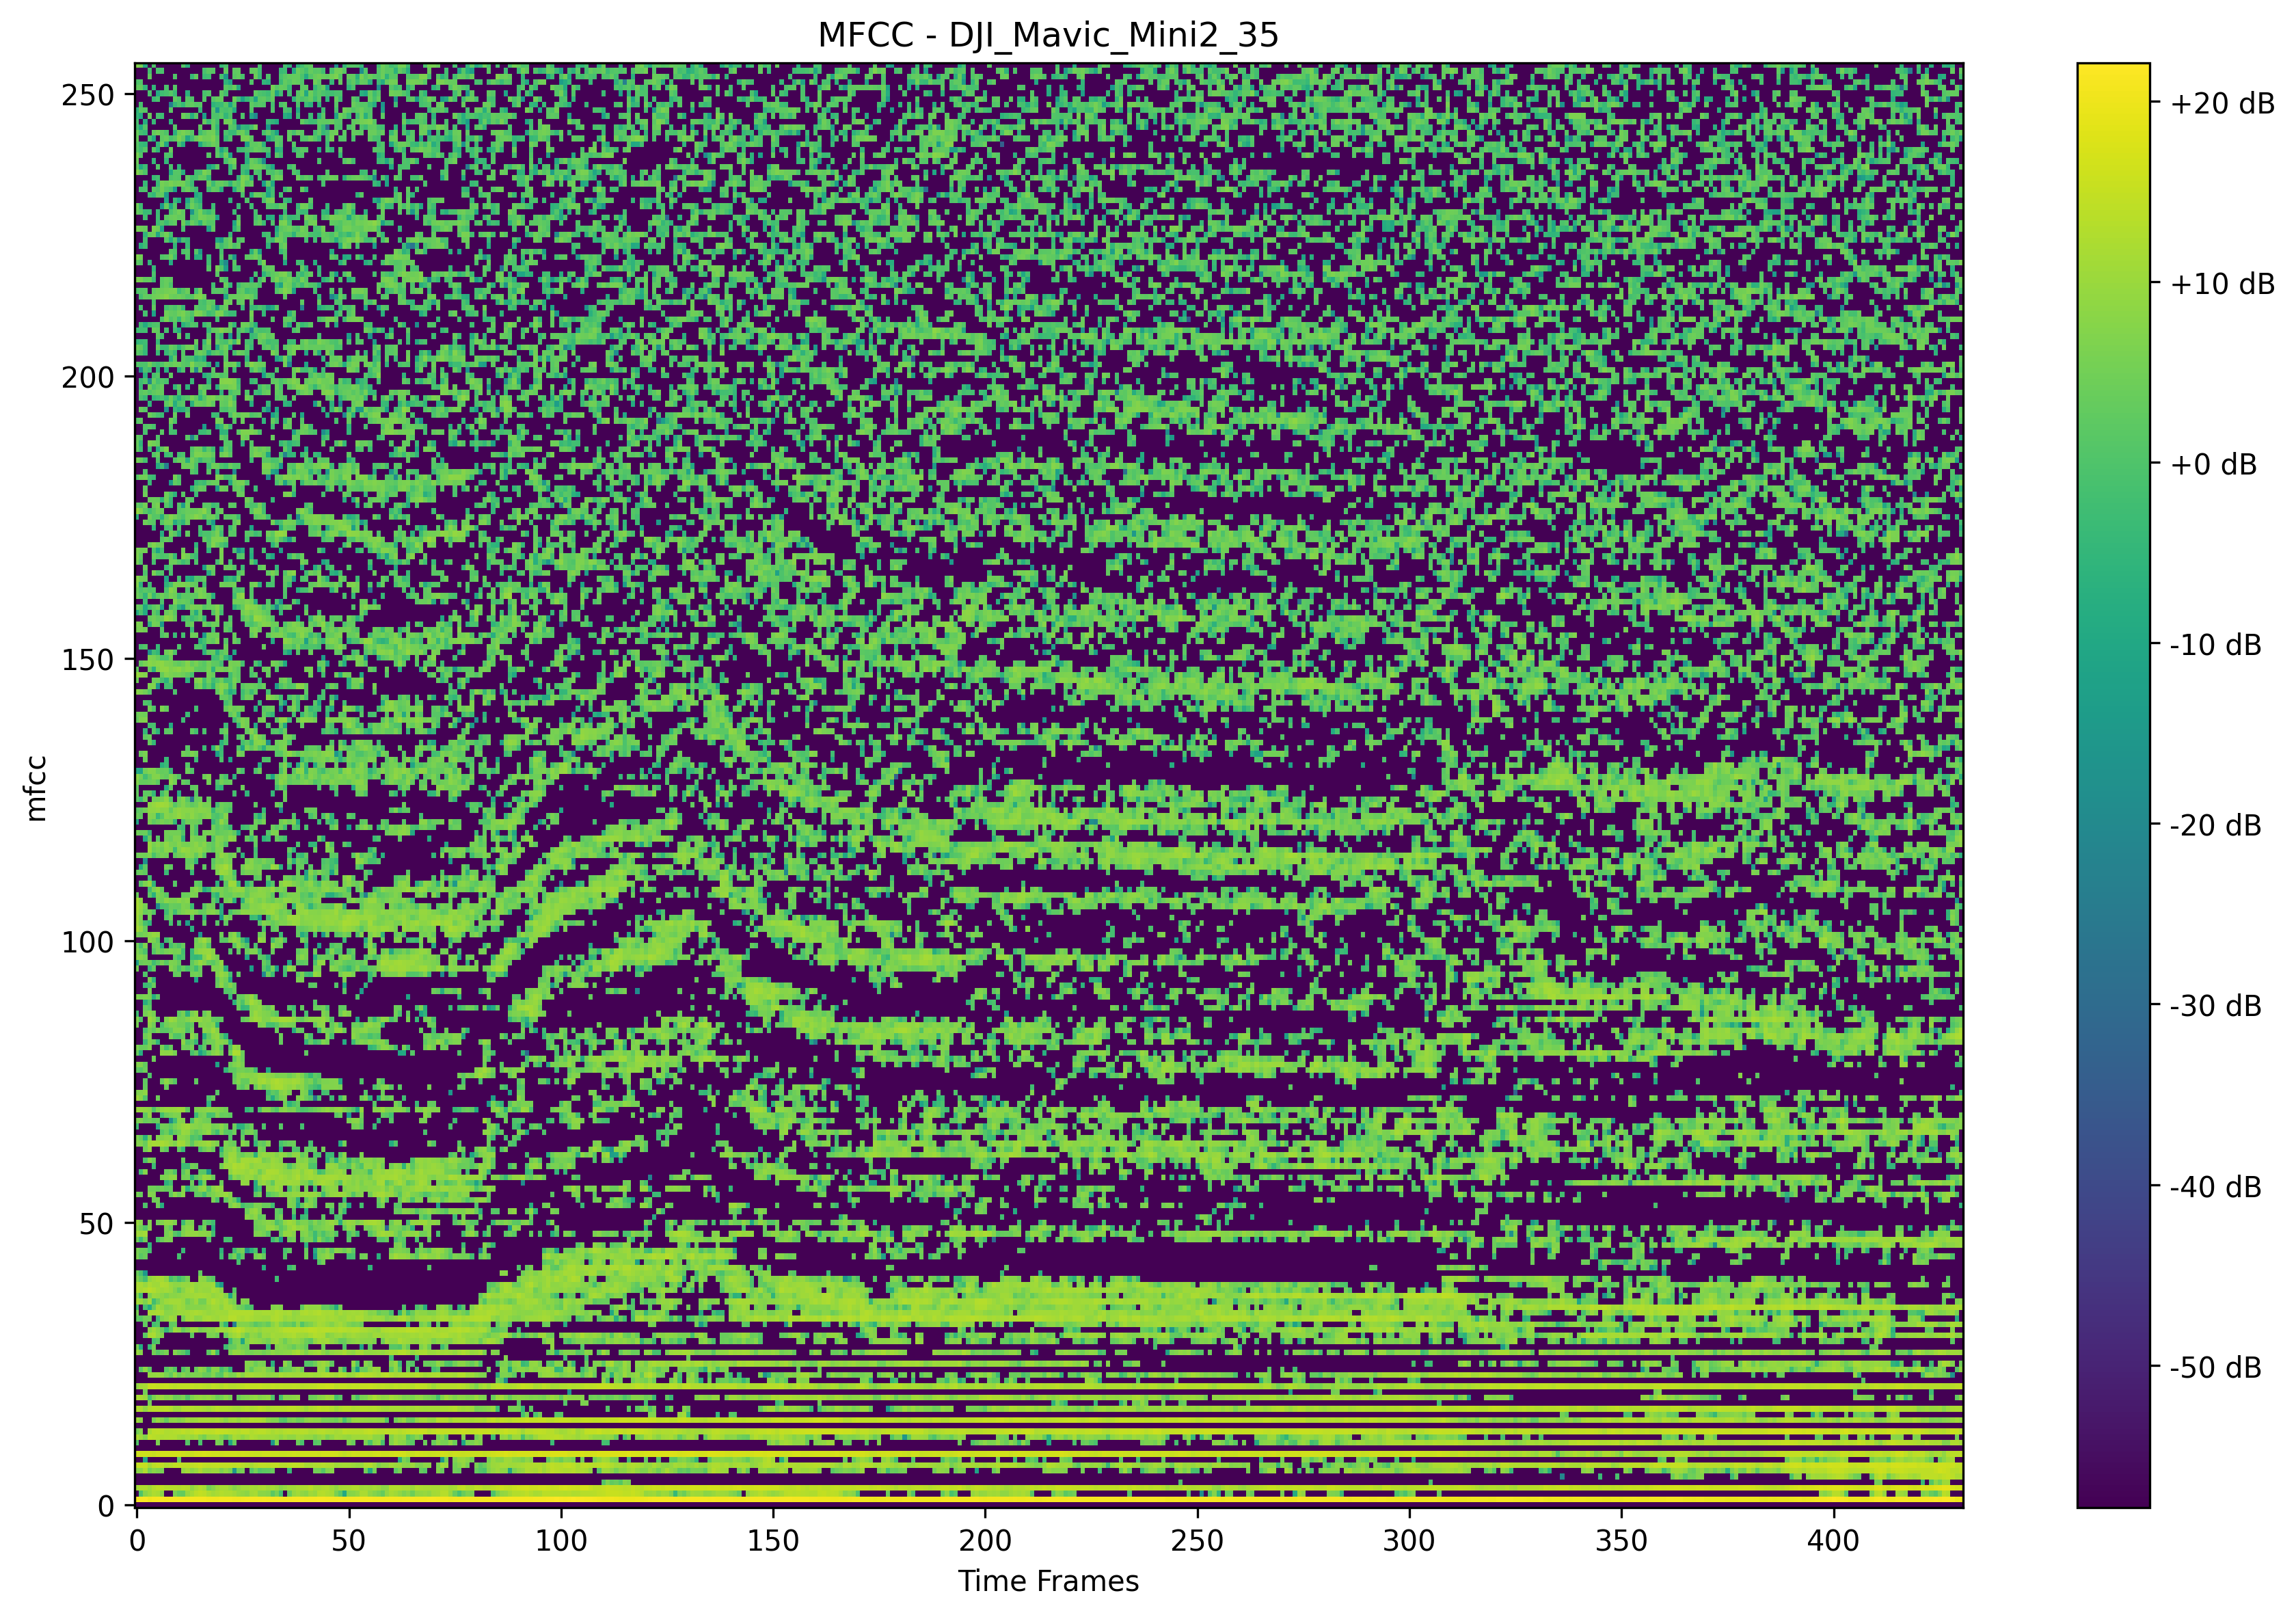 MFCC - DJI_Mavic_Mini2_35
250
200
150
100
50
0
mfcc
0 50 100 150 200 250 300 350 400
Time Frames
+20 dB
+10 dB
+0 dB
-10 dB
-20 dB
-30 dB
-40 dB
-50 dB